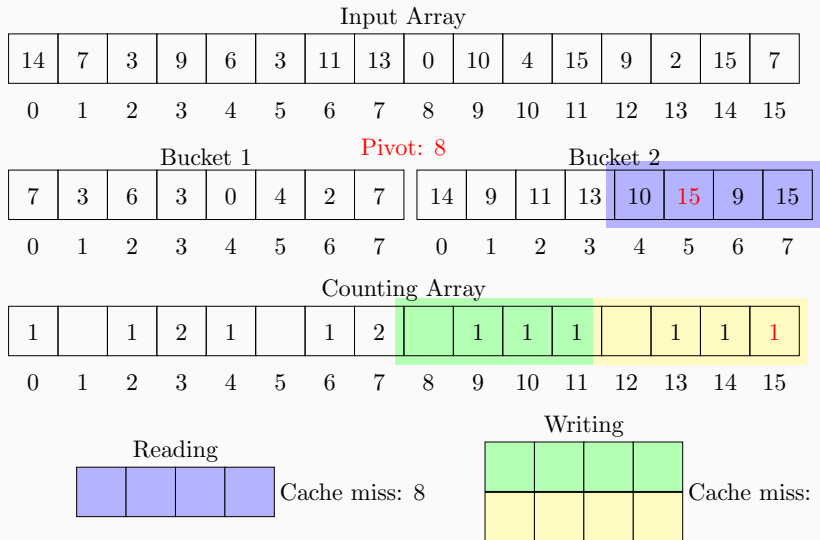 Input Array
14 7 3 9 6 3 11 13 0 10 4 15 9 2 15 7
0 1 2 3 4 5 6 7 8 9 10 11 12 13 14 15
Pivot: 8
Bucket 1
Bucket 2
7 3 6 3 0 4 2 7 14 9 11 13 10 15 9 15
0 1 2 3 4 5 6 7 0 1 2 3 4 5 6 7
Counting Array
1 1 2 1 1 2 1 1 1 1 1 1
0 1 2 3 4 5 6 7 8 9 10 11 12 13 14 15
Writing
Reading
Cache miss: 8
Cache miss: